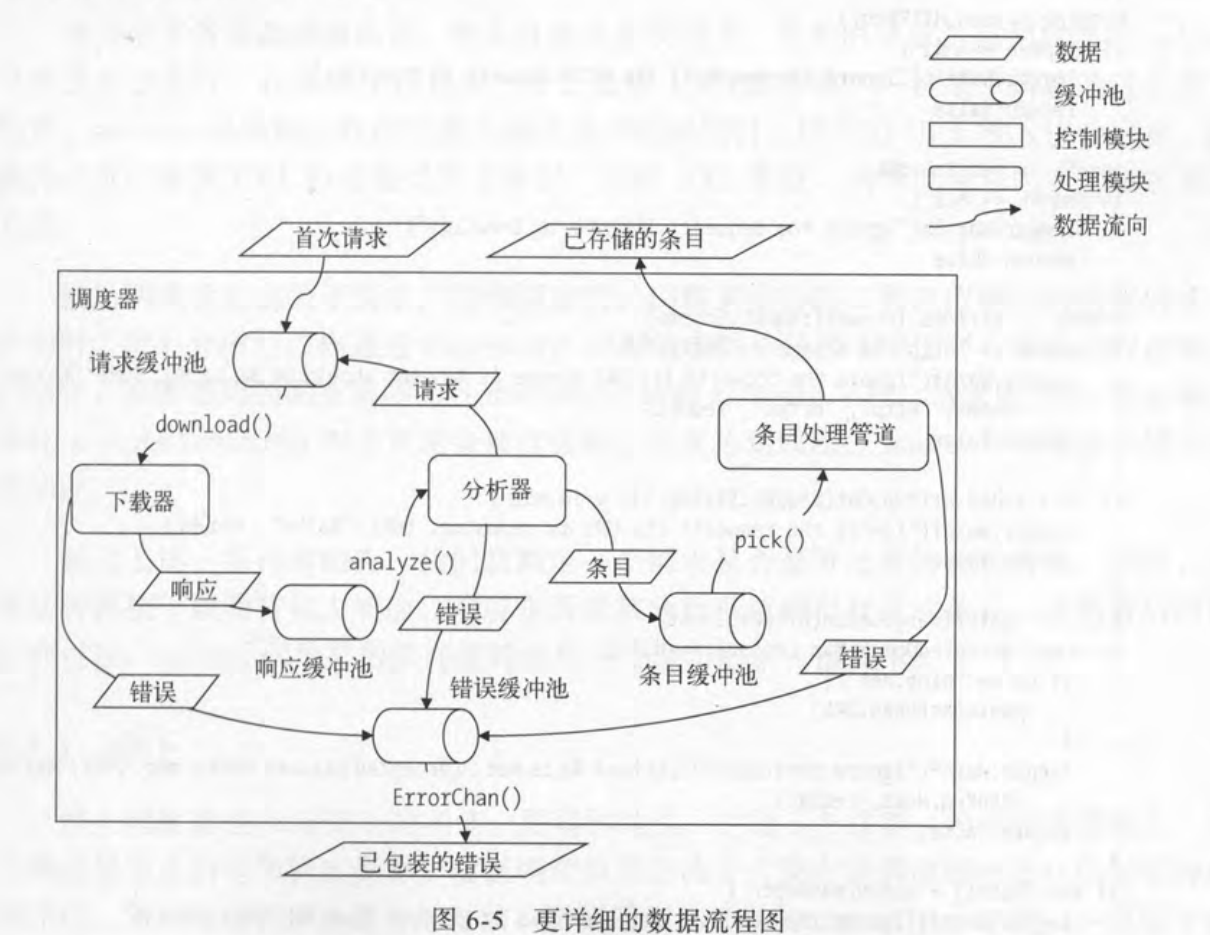 数据
缓冲池
控制模块
处理模块
数据流向
首次请求
已存储的条目
调度器
请求缓冲池
请求
download()
条目处理管道
下载器
分析器
pick()
analyze()
响应
条目
错误
错误
响应缓冲池
错误缓冲池
条目缓冲池
错误
ErrorChan()
已包装的错误
图 6-5 更详细的数据流程图